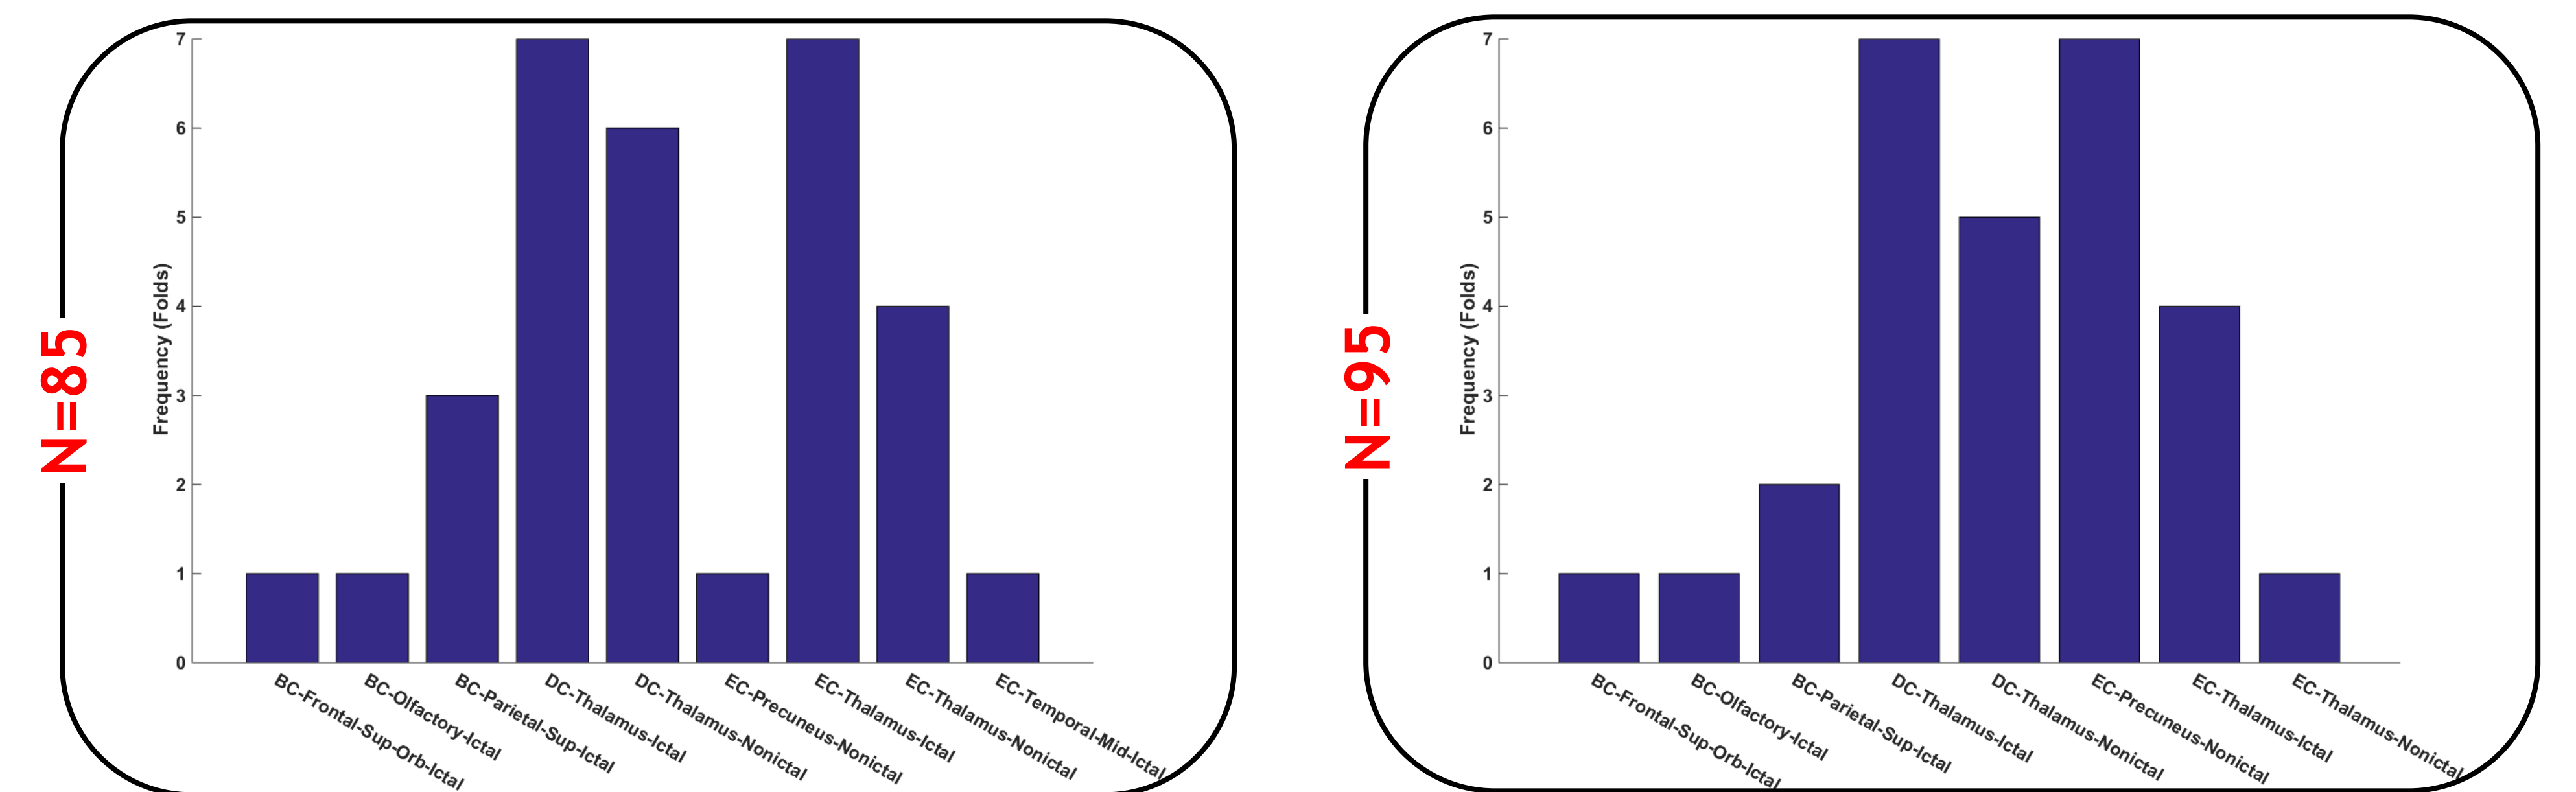 N=85
Frequency (Folds)
7
6
5
4
3
2
1
0
BC-Frontal-Sup-Orb-Ictal
BC-Olfactory-Ictal
BC-Parietal-Sup-Ictal
DC-Thalamus-Ictal
DC-Thalamus-Nonictal
EC-Precuneus-Nonictal
EC-Thalamus-Ictal
EC-Thalamus-Nonictal
EC-Temporal-Mid-Ictal
N=95
Frequency (Folds)
7
6
5
4
3
2
1
0
BC-Frontal-Sup-Orb-Ictal
BC-Olfactory-Ictal
BC-Parietal-Sup-Ictal
DC-Thalamus-Ictal
DC-Thalamus-Nonictal
EC-Precuneus-Nonictal
EC-Thalamus-Ictal
EC-Thalamus-Nonictal